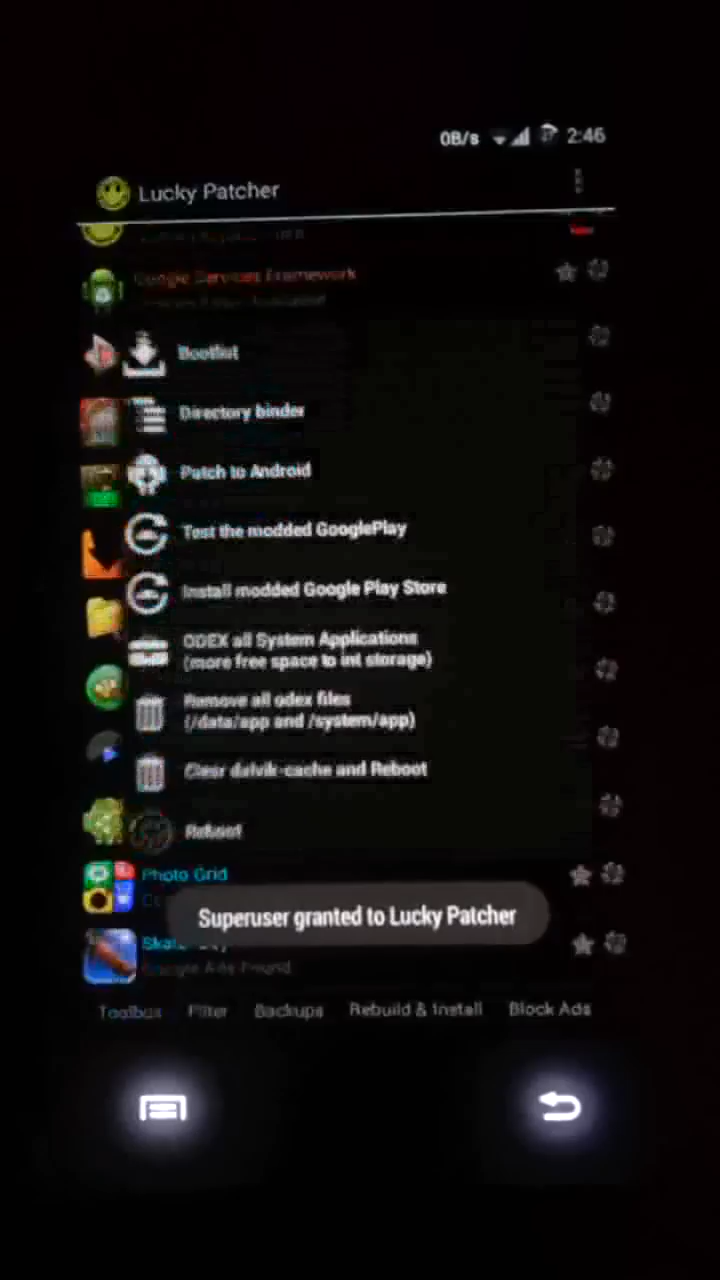 0B/s 2:46
Lucky Patcher
Google Services Framework
Bootlist
Directory binder
Patch to Android
Test the modded GooglePlay
Install modded Google Play Store
ODEX all System Applications
(more free space to int storage)
Remove all odex files
(/data/app and /system/app)
Clear dalvik-cache and Reboot
Reboot
Photo Grid
Superuser granted to Lucky Patcher
Google Ads Found
Toolbox Filter Backups Rebuild & Install Block Ads